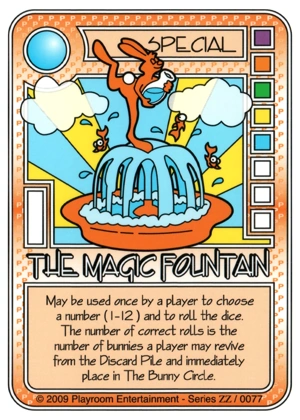 SPECIAL
THE MAGIC FOUNTAIN
May be used once by a player to choose
a number (1-12) and to roll the dice.
The number of correct rolls is the
number of bunnies a player may revive
from the Discard Pile and immediately
place in The Bunny Circle.
© 2009 Playroom Entertainment - Series ZZ / 0077